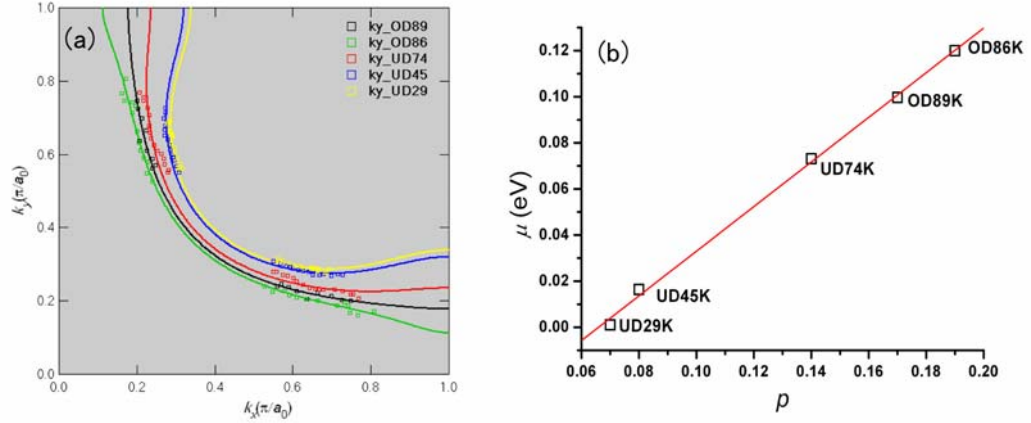 (a)
ky_OD89
ky_OD86
ky_UD74
ky_UD45
ky_UD29
1.0
0.8
0.6
0.4
0.2
0.0
k_y(π/a_0)
0.0 0.2 0.4 0.6 0.8 1.0
k_x(π/a_0)
(b)
0.12
0.10
0.08
0.06
0.04
0.02
0.00
μ (eV)
OD86K
OD89K
UD74K
UD45K
UD29K
0.06 0.08 0.10 0.12 0.14 0.16 0.18 0.20
p